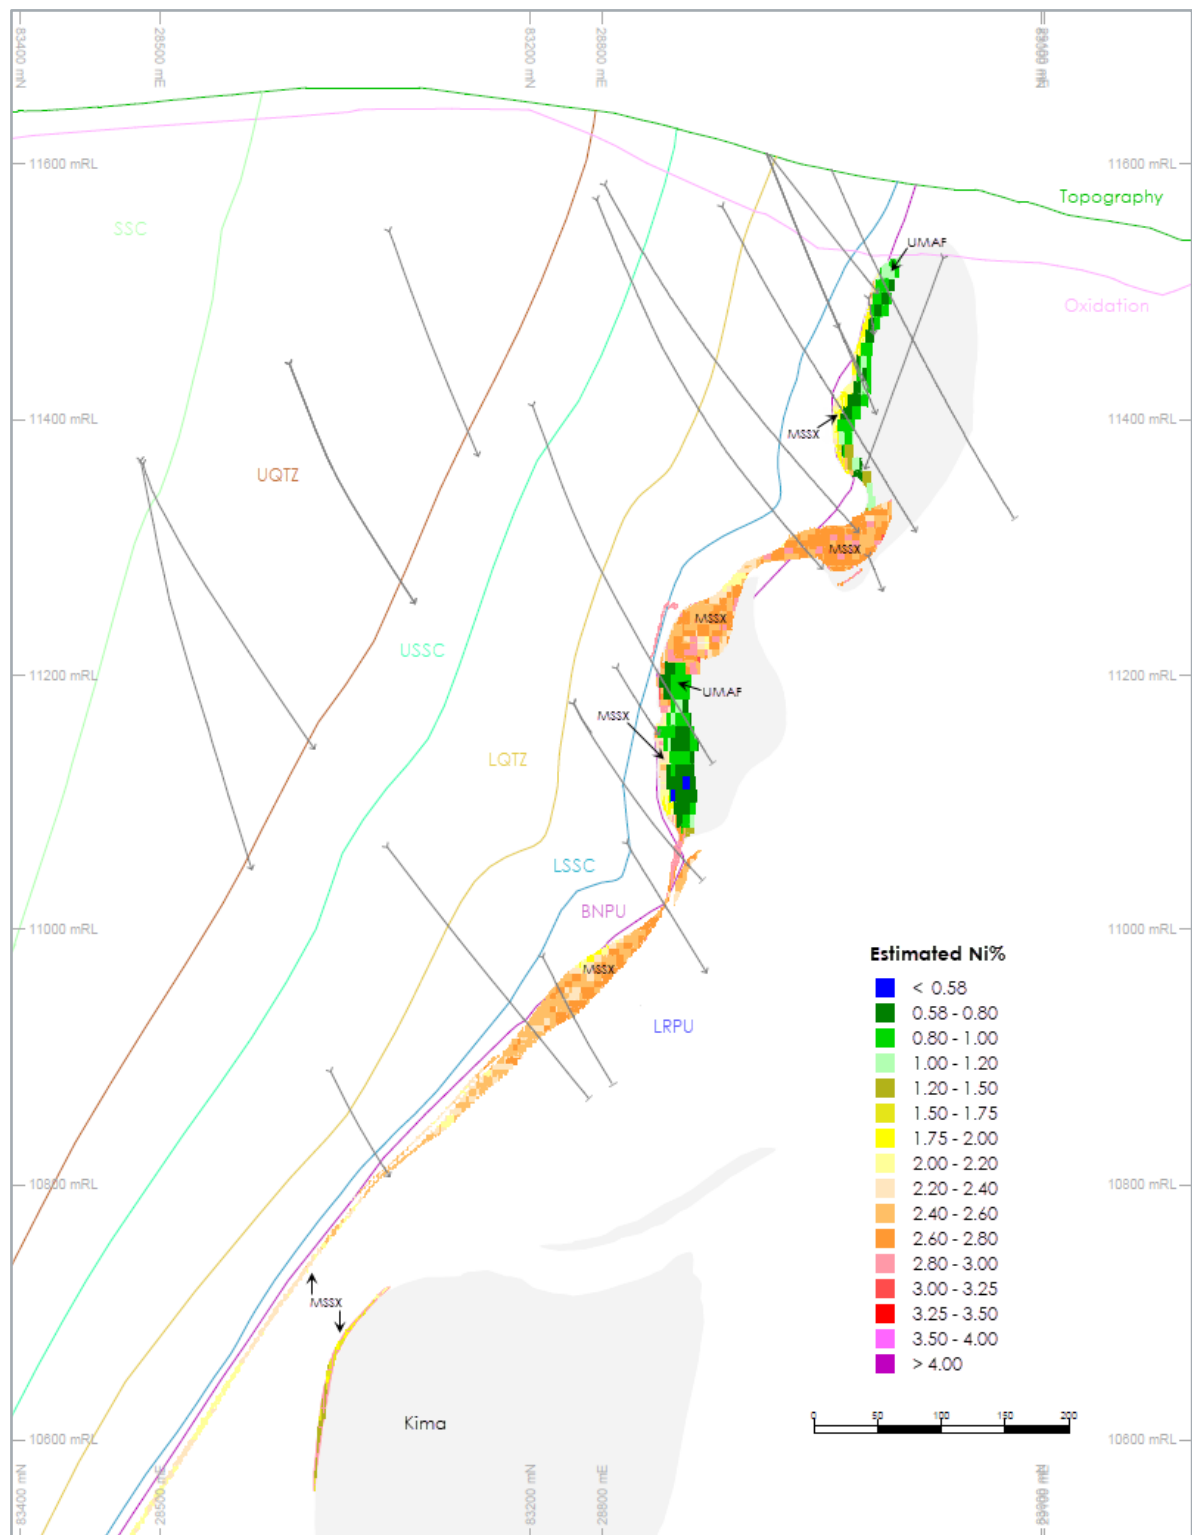 83400 mN
28500 mE
83200 mN
28800 mE
11600 mRL
11600 mRL
Topography
SSC
UMAF
Oxidation
11400 mRL
11400 mRL
MSSX
UQTZ
MSSX
MSSX
USSC
11200 mRL
11200 mRL
UMAF
MSSX
LQTZ
LSSC
BNPU
11000 mRL
11000 mRL
MSSX
LRPU
Estimated Ni%
< 0.58
0.58 - 0.80
0.80 - 1.00
1.00 - 1.20
1.20 - 1.50
1.50 - 1.75
1.75 - 2.00
2.00 - 2.20
2.20 - 2.40
2.40 - 2.60
2.60 - 2.80
2.80 - 3.00
3.00 - 3.25
3.25 - 3.50
3.50 - 4.00
> 4.00
10800 mRL
10800 mRL
MSSX
Kima
0 50 100 150 200
10600 mRL
10600 mRL
83400 mN
28500 mE
83200 mN
28800 mE